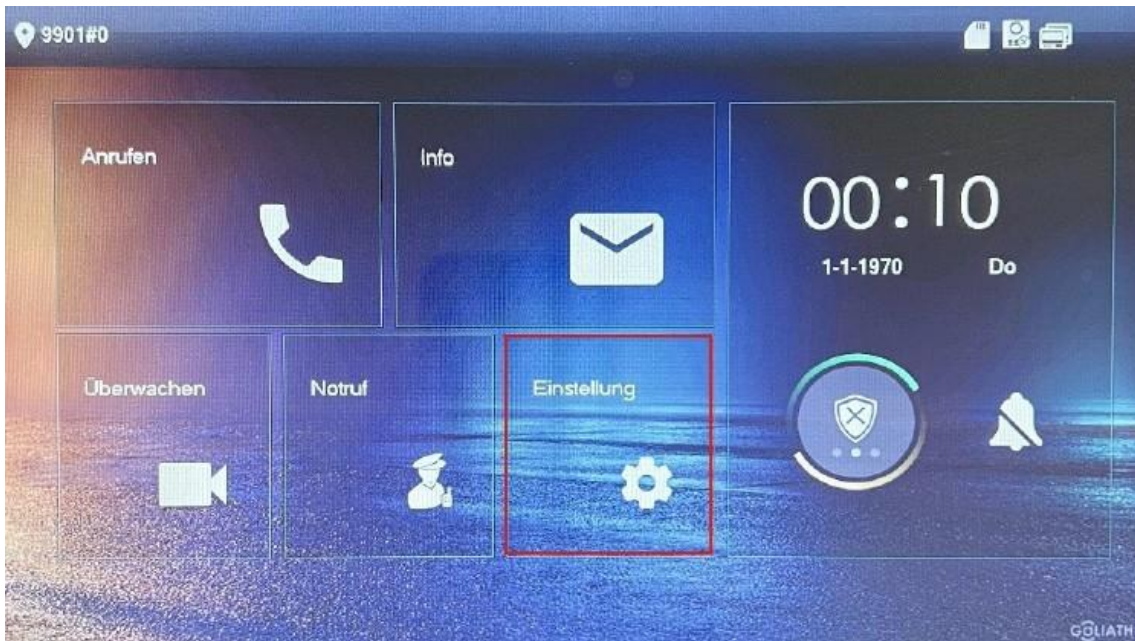 9901#0
Anrufen
Info
00:10
1-1-1970 Do
Überwachen
Notruf
Einstellung
GOLIATH